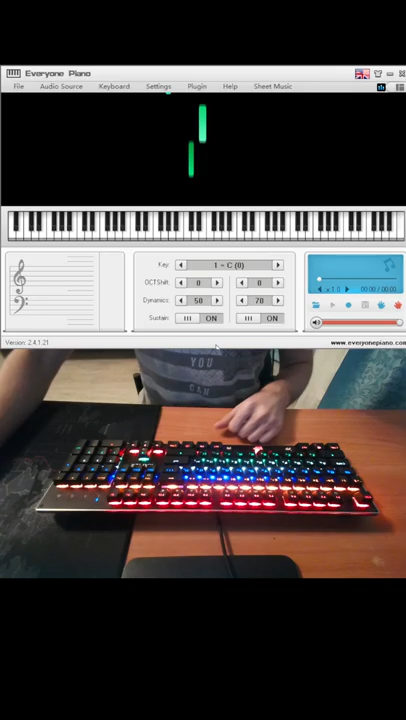 Everyone Piano
File Audio Source Keyboard Settings Plugin Help Sheet Music
Key: 1 = C (0)
OCTShift: 0 0
Dynamics: 50 70
Sustain: ON ON
x 1.0 00:00 / 00:00
Version: 2.4.1.21 www.everyonepiano.com
YOU
CAN